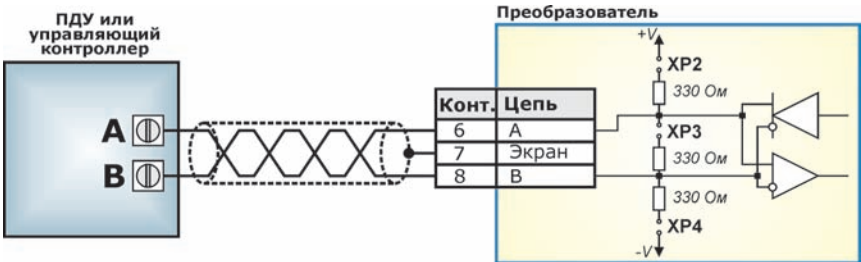 ПДУ или
управляющий
контроллер
A
B
Преобразователь
Конт. Цепь
6 A
7 Экран
8 B
+V
XP2
330 Ом
XP3
330 Ом
330 Ом
XP4
-V